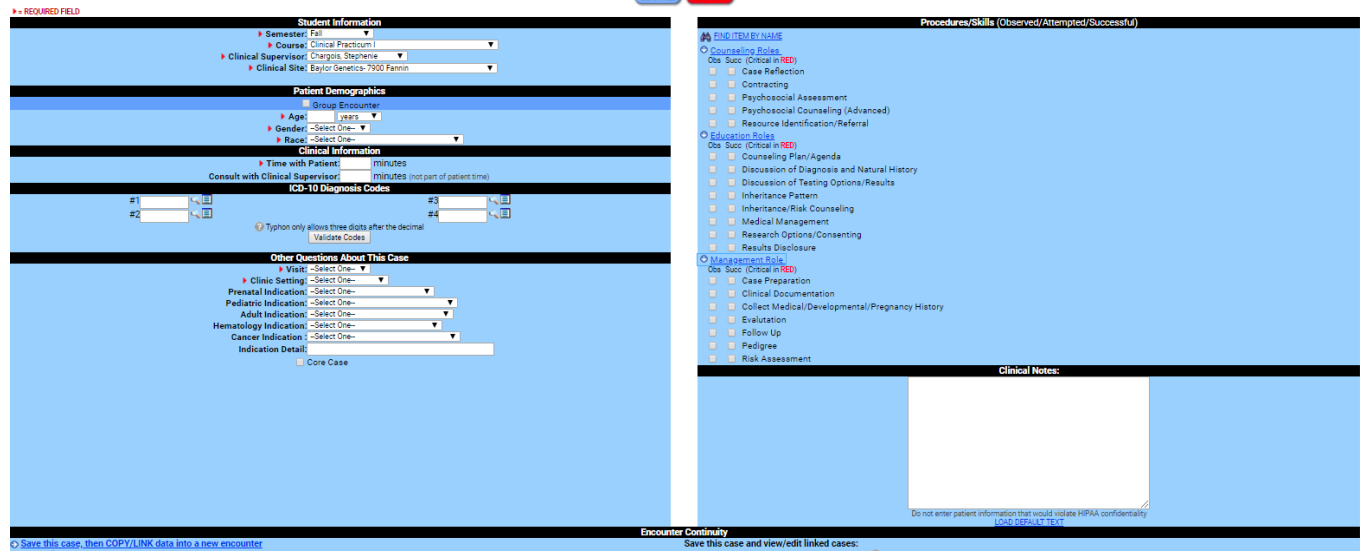 = REQUIRED FIELD
Student Information
Semester: Fall
Course: Clinical Practicum I
Clinical Supervisor: Chargois, Stephenie
Clinical Site: Baylor Genetics- 7900 Fannin
Patient Demographics
Group Encounter
Age: years
Gender: --Select One--
Race: --Select One--
Clinical Information
Time with Patient: minutes
Consult with Clinical Supervisor: minutes (not part of patient time)
ICD-10 Diagnosis Codes
#1 #3
#2 #4
Typhon only allows three digits after the decimal
Validate Codes
Other Questions About This Case
Visit: --Select One--
Clinic Setting: --Select One--
Prenatal Indication: --Select One--
Pediatric Indication: --Select One--
Adult Indication: --Select One--
Hematology Indication: --Select One--
Cancer Indication : --Select One--
Indication Detail:
Core Case
Procedures/Skills (Observed/Attempted/Successful)
FIND ITEM BY NAME
Counseling Roles
Obs Succ (Critical in RED)
Case Reflection
Contracting
Psychosocial Assessment
Psychosocial Counseling (Advanced)
Resource Identification/Referral
Education Roles
Obs Succ (Critical in RED)
Counseling Plan/Agenda
Discussion of Diagnosis and Natural History
Discussion of Testing Options/Results
Inheritance Pattern
Inheritance/Risk Counseling
Medical Management
Research Options/Consenting
Results Disclosure
Management Role
Obs Succ (Critical in RED)
Case Preparation
Clinical Documentation
Collect Medical/Developmental/Pregnancy History
Evalutation
Follow Up
Pedigree
Risk Assessment
Clinical Notes:
Do not enter patient information that would violate HIPAA confidentiality
LOAD DEFAULT TEXT
Encounter Continuity
Save this case, then COPY/LINK data into a new encounter
Save this case and view/edit linked cases: